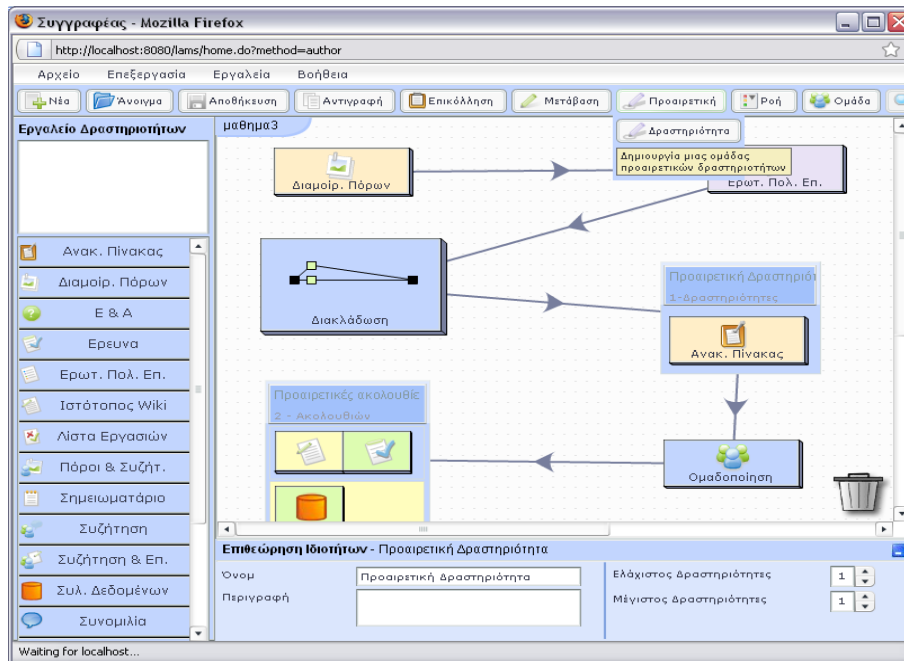 Συγγραφέας - Mozilla Firefox
http://localhost:8080/lams/home.do?method=author
Αρχείο Επεξεργασία Εργαλεία Βοήθεια
Νέα Άνοιγμα Αποθήκευση Αντιγραφή Επικόλληση Μετάβαση Προαιρετική Ροή Ομάδα
Εργαλείο Δραστηριοτήτων
μαθημα3
Δραστηριότητα
Δημιουργία μιας ομάδας
προαιρετικών δραστηριοτήτων
Διαμοίρ. Πόρων
Ερωτ. Πολ. Επ.
Ανακ. Πίνακας
Διαμοίρ. Πόρων
Ε & Α
Ερευνα
Ερωτ. Πολ. Επ.
Ιστότοπος Wiki
Λίστα Εργασιών
Πόροι & Συζήτ.
Σημειωματάριο
Συζήτηση
Συζήτηση & Επ.
Συλ. Δεδομένων
Συνομιλία
Διακλάδωση
Προαιρετική Δραστηριότ
1-Δραστηριότητες
Ανακ. Πίνακας
Προαιρετικές ακολουθίε
2 - Ακολουθιών
Ομαδοποίηση
Επιθεώρηση Ιδιοτήτων - Προαιρετική Δραστηριότητα
Όνομ Προαιρετική Δραστηριότητα
Περιγραφή
Ελάχιστος Δραστηριότητες 1
Μέγιστος Δραστηριότητες 1
Waiting for localhost...